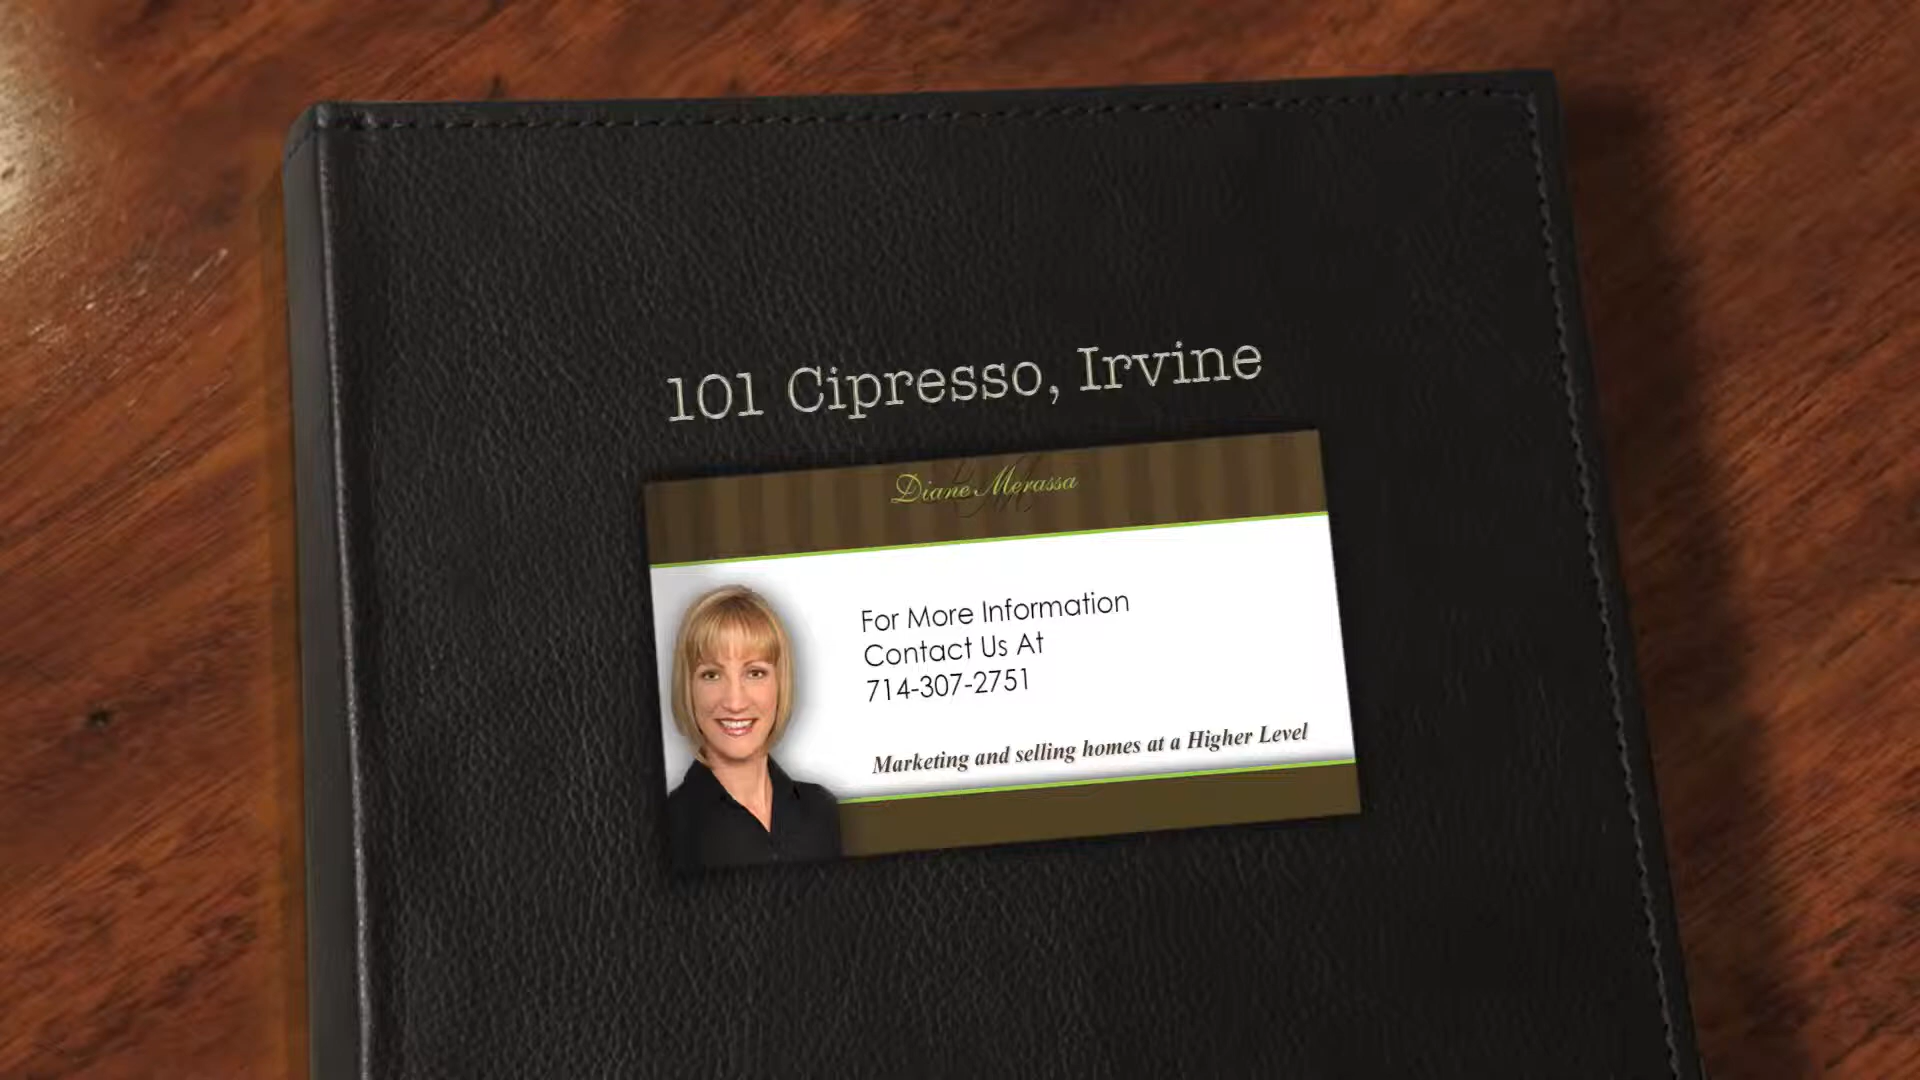 101 Cipresso, Irvine
Diane Merassa
For More Information
Contact Us At
714-307-2751
Marketing and selling homes at a Higher Level